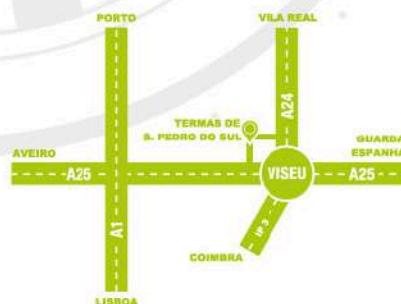 PORTO
VILA REAL
A24
TERMAS DE
S. PEDRO DO SUL
GUARDA
ESPANHA
AVEIRO
A25
VISEU
A25
A1
IP 3
COIMBRA
LISBOA